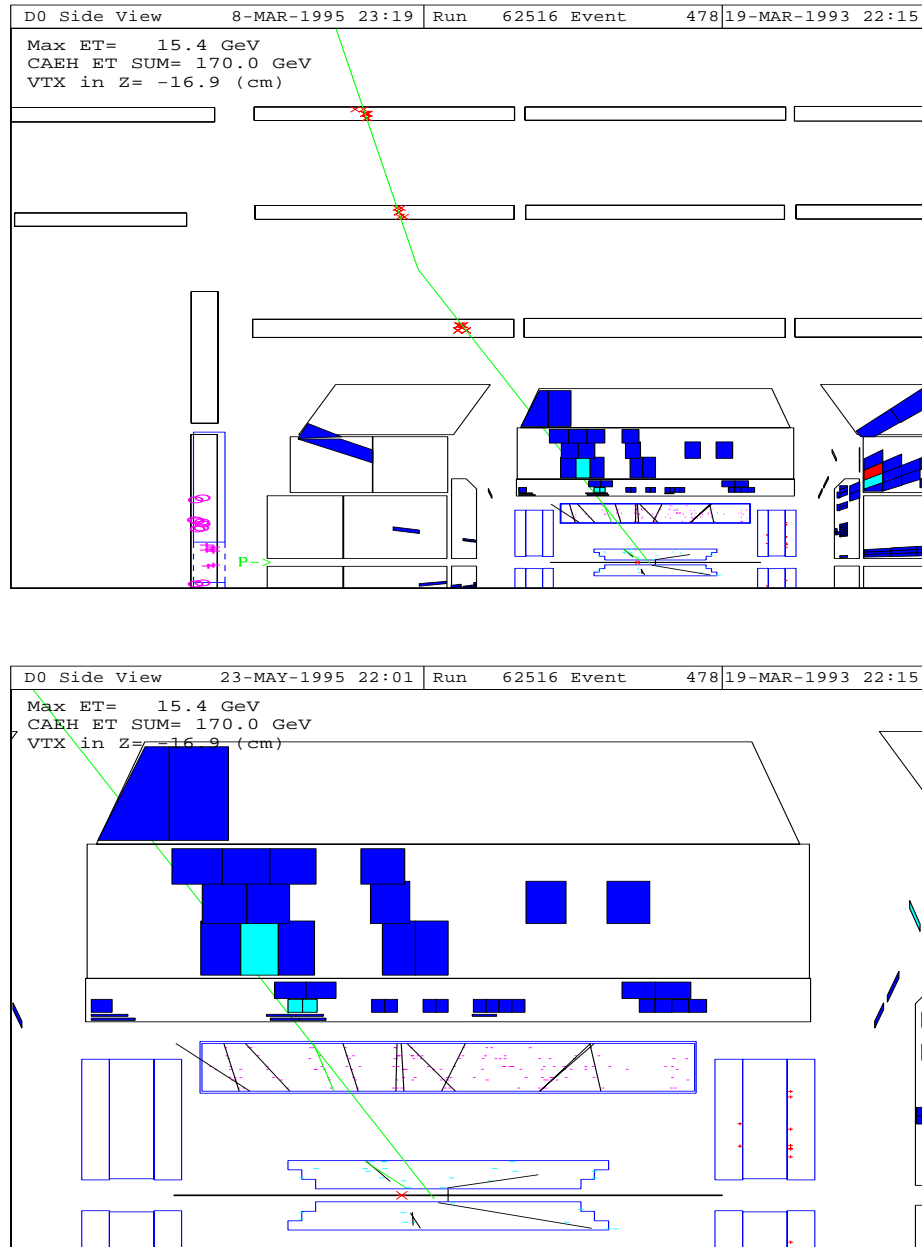 D0 Side View 8-MAR-1995 23:19 Run 62516 Event 478 19-MAR-1993 22:15
Max ET= 15.4 GeV
CAEH ET SUM= 170.0 GeV
VTX in Z= -16.9 (cm)
P->
D0 Side View 23-MAY-1995 22:01 Run 62516 Event 478 19-MAR-1993 22:15
Max ET= 15.4 GeV
CAEH ET SUM= 170.0 GeV
VTX in Z= -16.9 (cm)